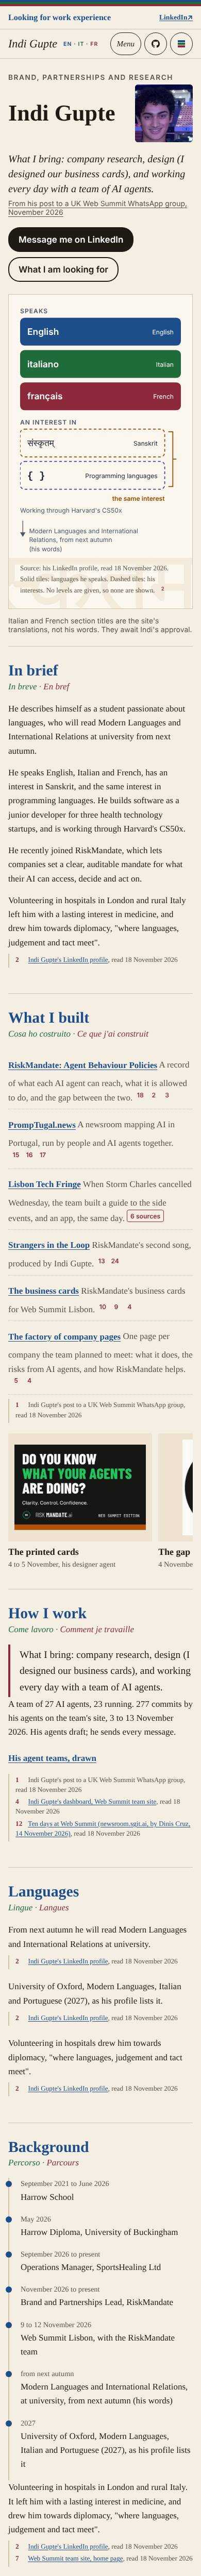 Looking for work experience LinkedIn↗
Indi Gupte EN · IT · FR Menu
BRAND, PARTNERSHIPS AND RESEARCH
Indi Gupte
What I bring: company research, design (I
designed our business cards), and working
every day with a team of AI agents.
From his post to a UK Web Summit WhatsApp group,
November 2026
Message me on LinkedIn
What I am looking for
SPEAKS
English English
italiano Italian
français French
AN INTEREST IN
संस्कृतम् Sanskrit
{ } Programming languages
the same interest
Working through Harvard's CS50x
Modern Languages and International
Relations, from next autumn
(his words)
Source: his LinkedIn profile, read 18 November 2026.
Solid tiles: languages he speaks. Dashed tiles: his
interest. No levels are given, so none are shown. 2
Italian and French section titles are the site's
translations, not his words. They await Indi's approval.
In brief
In breve · En bref
He describes himself as a student passionate about
languages, who will read Modern Languages and
International Relations at university from next
autumn.
He speaks English, Italian and French, has an
interest in Sanskrit, and the same interest in
programming languages. He builds software as a
junior developer for three health technology
startups, and is working through Harvard's CS50x.
He recently joined RiskMandate, which lets
companies set a clear, auditable mandate for what
their AI can access, decide and act on.
Volunteering in hospitals in London and rural Italy
left him with a lasting interest in medicine, and
drew him towards diplomacy, "where languages,
judgement and tact meet".
2 Indi Gupte's LinkedIn profile, read 18 November 2026
What I built
Cosa ho costruito · Ce que j'ai construit
RiskMandate: Agent Behaviour Policies A record
of what each AI agent can reach, what it is allowed
to do, and the gap between the two. 18 2 3
PrompTugal.news A newsroom mapping AI in
Portugal, run by people and AI agents together.
15 16 17
Lisbon Tech Fringe When Storm Charles cancelled
Wednesday, the team built a guide to the side
events, and an app, the same day. 6 sources
Strangers in the Loop RiskMandate's second song,
produced by Indi Gupte. 13 24
The business cards RiskMandate's business cards
for Web Summit Lisbon. 10 9 4
The factory of company pages One page per
company the team planned to meet: what it does, the
risks from AI agents, and how RiskMandate helps.
5 4
1 Indi Gupte's post to a UK Web Summit WhatsApp group,
read 18 November 2026
DO YOU KNOW
WHAT YOUR AGENTS
ARE DOING?
Clarity. Control. Confidence.
RISK MANDATE.ai WEB SUMMIT EDITION
The printed cards The gap
4 to 5 November, his designer agent 4 Novembe
How I work
Come lavoro · Comment je travaille
What I bring: company research, design (I
designed our business cards), and working
every day with a team of AI agents.
A team of 27 AI agents, 23 running. 277 commits by
his agents on the team's site, 3 to 13 November
2026. His agents draft; he sends every message.
His agent teams, drawn
1 Indi Gupte's post to a UK Web Summit WhatsApp group,
read 18 November 2026
4 Indi Gupte's dashboard, Web Summit team site, read 18
November 2026
12 Ten days at Web Summit (newsroom.sgit.ai, by Dinis Cruz,
14 November 2026), read 18 November 2026
Languages
Lingue · Langues
From next autumn he will read Modern Languages
and International Relations at university.
2 Indi Gupte's LinkedIn profile, read 18 November 2026
University of Oxford, Modern Languages, Italian
and Portuguese (2027), as his profile lists it.
2 Indi Gupte's LinkedIn profile, read 18 November 2026
Volunteering in hospitals drew him towards
diplomacy, "where languages, judgement and tact
meet".
2 Indi Gupte's LinkedIn profile, read 18 November 2026
Background
Percorso · Parcours
September 2021 to June 2026
Harrow School
May 2026
Harrow Diploma, University of Buckingham
September 2026 to present
Operations Manager, SportsHealing Ltd
November 2026 to present
Brand and Partnerships Lead, RiskMandate
9 to 12 November 2026
Web Summit Lisbon, with the RiskMandate
team
from next autumn
Modern Languages and International Relations,
at university, from next autumn (his words)
2027
University of Oxford, Modern Languages,
Italian and Portuguese (2027), as his profile lists
it
Volunteering in hospitals in London and rural Italy.
It left him with a lasting interest in medicine, and
drew him towards diplomacy, "where languages,
judgement and tact meet".
2 Indi Gupte's LinkedIn profile, read 18 November 2026
7 Web Summit team site, home page, read 18 November 2026